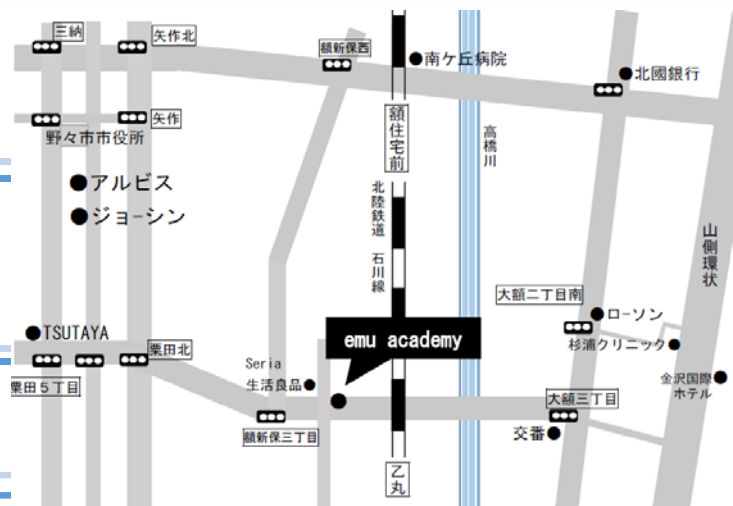 三納
矢作北
額新保西
南ケ丘病院
北國銀行
矢作
野々市市役所
額住宅前
高橋川
アルビス
ジョーシン
北陸鉄道 石川線
山側環状
大額二丁目南
ローソン
TSUTAYA
emu academy
杉浦クリニック
粟田北
Seria
生活良品
粟田5丁目
金沢国際
ホテル
大額三丁目
額新保三丁目
交番
乙丸